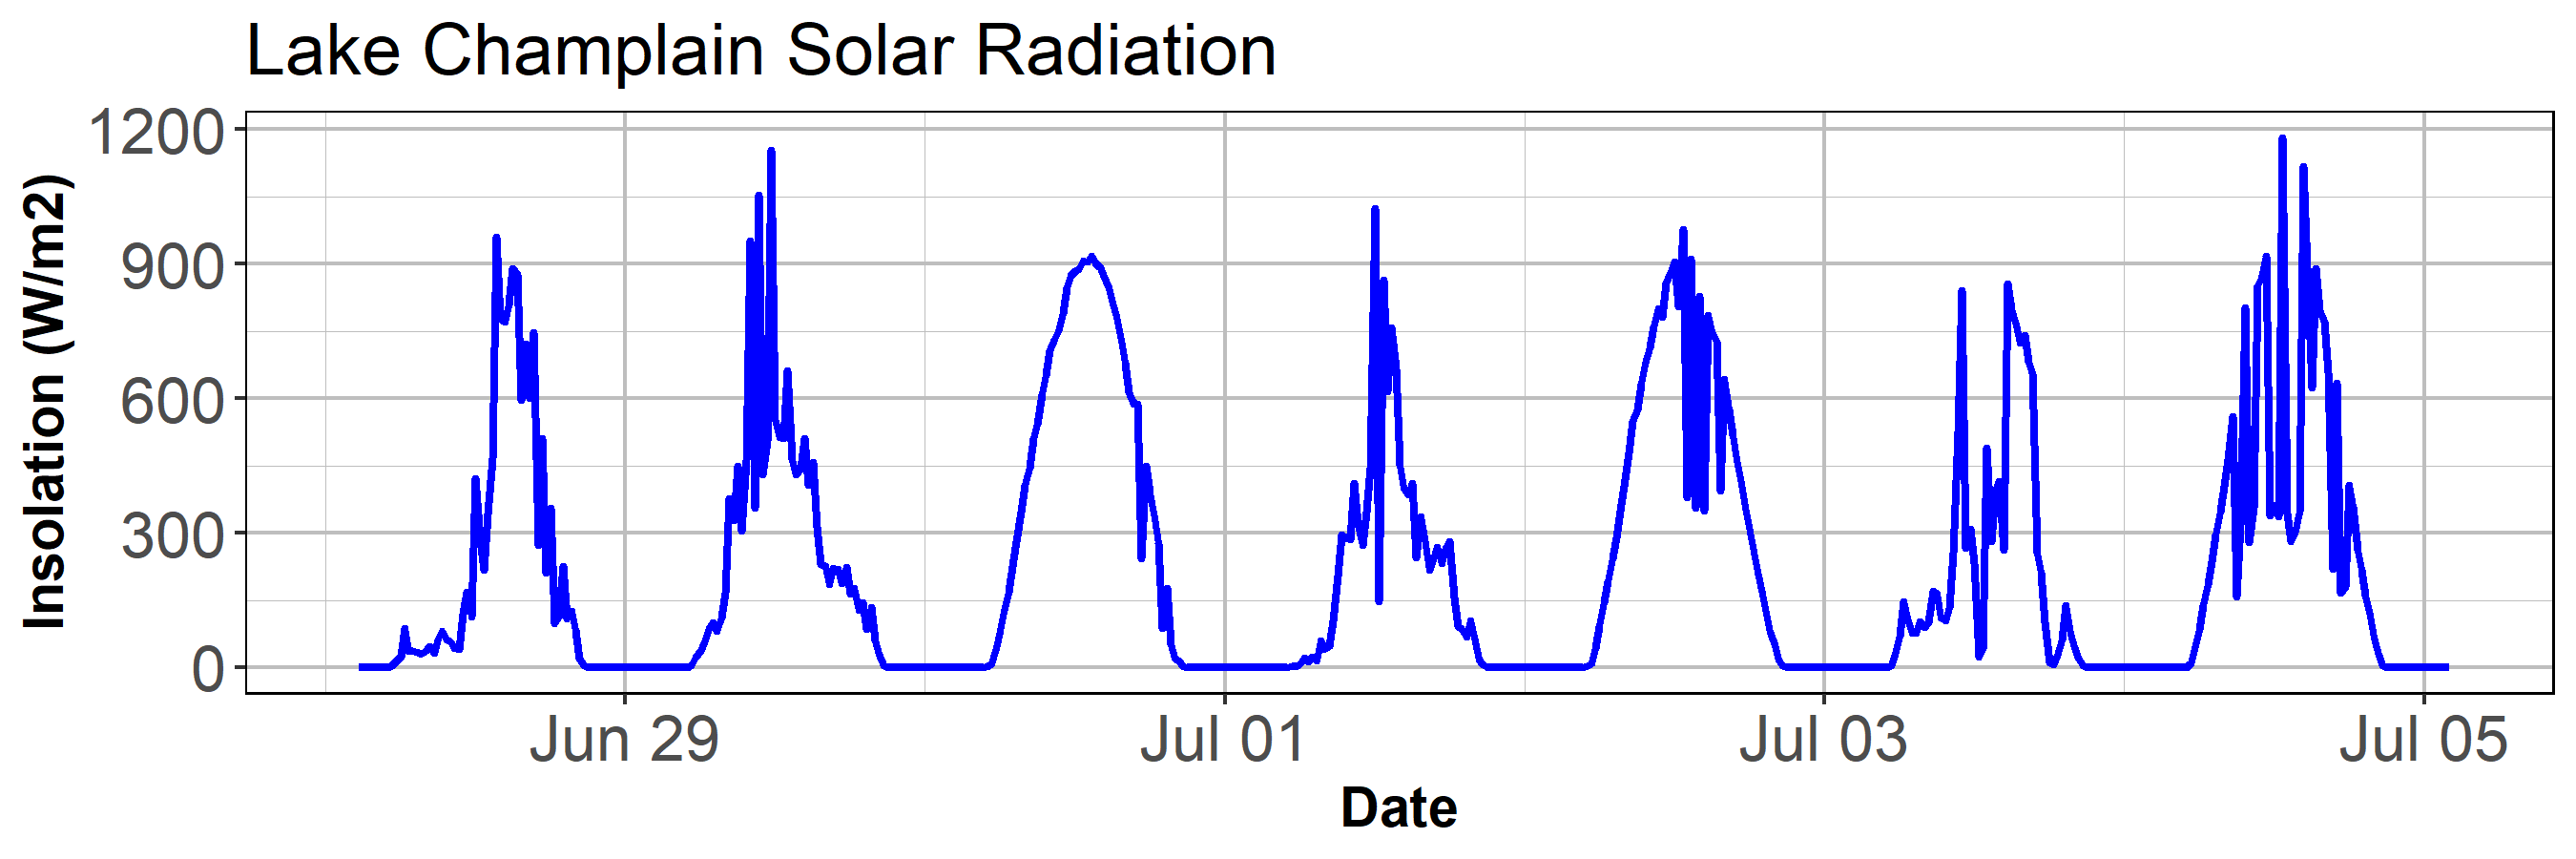 Lake Champlain Solar Radiation
1200
900
600
300
0
Insolation (W/m2)
Jun 29
Jul 01
Jul 03
Jul 05
Date